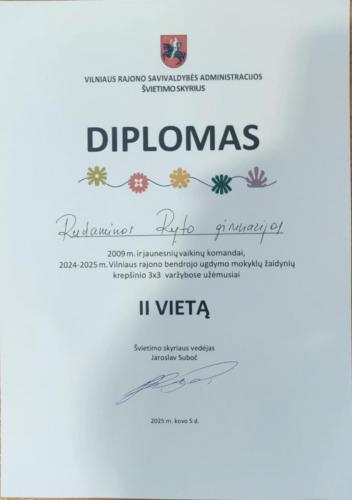 VILNIAUS RAJONO SAVIVALDYBĖS ADMINISTRACIJOS
ŠVIETIMO SKYRIUS
DIPLOMAS
Rudaminos Ryto gimnazijos
2009 m. ir jaunesnių vaikinų komandai,
2024-2025 m. Vilniaus rajono bendrojo ugdymo mokyklų žaidynių
krepšinio 3x3 varžybose užėmusiai
II VIETĄ
Švietimo skyriaus vedėjas
Jaroslav Suboč
2025 m. kovo 5 d.